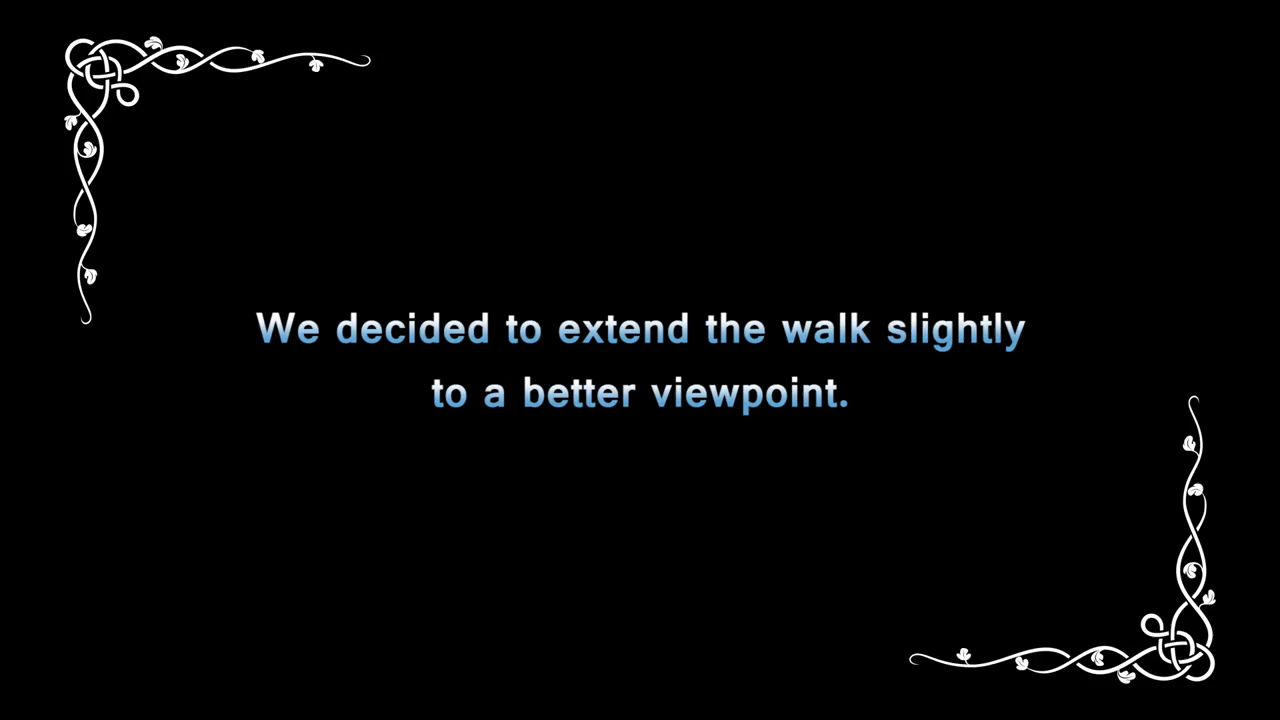 We decided to extend the walk slightly
to a better viewpoint.